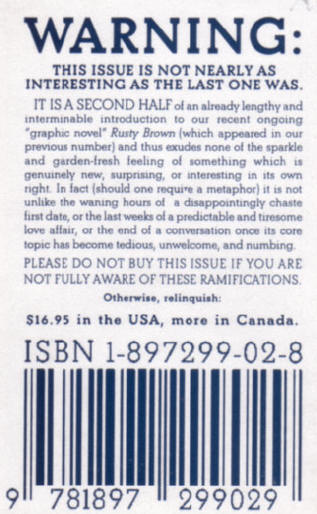 WARNING:
THIS ISSUE IS NOT NEARLY AS
INTERESTING AS THE LAST ONE WAS.
IT IS A SECOND HALF of an already lengthy and
interminable introduction to our recent ongoing
"graphic novel" Rusty Brown (which appeared in our
previous number) and thus exudes none of the sparkle
and garden-fresh feeling of something which is
genuinely new, surprising, or interesting in its own
right. In fact (should one require a metaphor) it is not
unlike the waning hours of a disappointingly chaste
first date, or the last weeks of a predictable and tiresome
love affair, or the end of a conversation once its core
topic has become tedious, unwelcome, and numbing.
PLEASE DO NOT BUY THIS ISSUE IF YOU ARE
NOT FULLY AWARE OF THESE RAMIFICATIONS.
Otherwise, relinquish:
$16.95 in the USA, more in Canada.
ISBN 1-897299-02-8
9 781897 299029